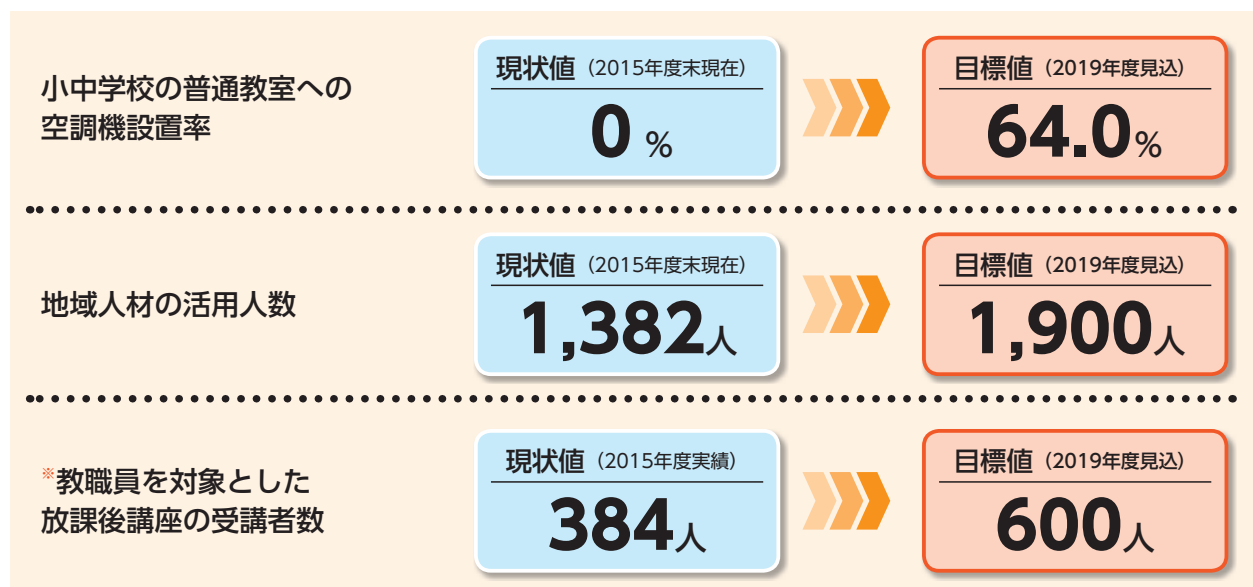 小中学校の普通教室への
空調機設置率
現状値（2015年度末現在）
0 %
目標値（2019年度見込）
64.0%
地域人材の活用人数
現状値（2015年度末現在）
1,382人
目標値（2019年度見込）
1,900人
※教職員を対象とした
放課後講座の受講者数
現状値（2015年度実績）
384人
目標値（2019年度見込）
600人